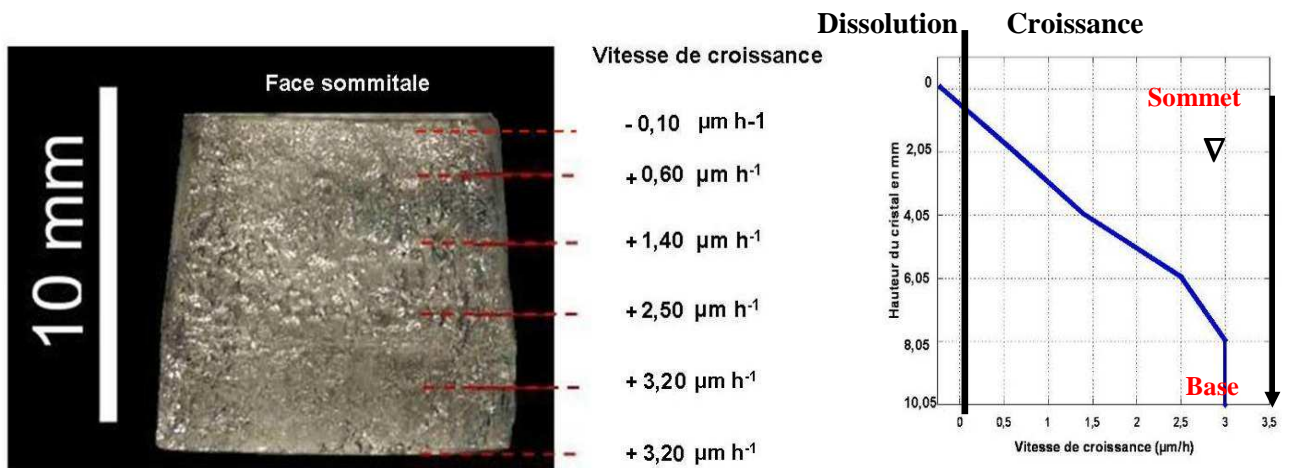 Dissolution Croissance
Vitesse de croissance
Face sommitale
10 mm
- 0,10 µm h-1
+ 0,60 µm h⁻¹
+ 1,40 µm h⁻¹
+ 2,50 µm h⁻¹
+ 3,20 µm h⁻¹
+ 3,20 µm h⁻¹
Hauteur du cristal en mm
0
2,05
4,05
6,05
8,05
10,05
Sommet
Base
0 0,5 1 1,5 2 2,5 3 3,5
Vitesse de croissance (µm/h)